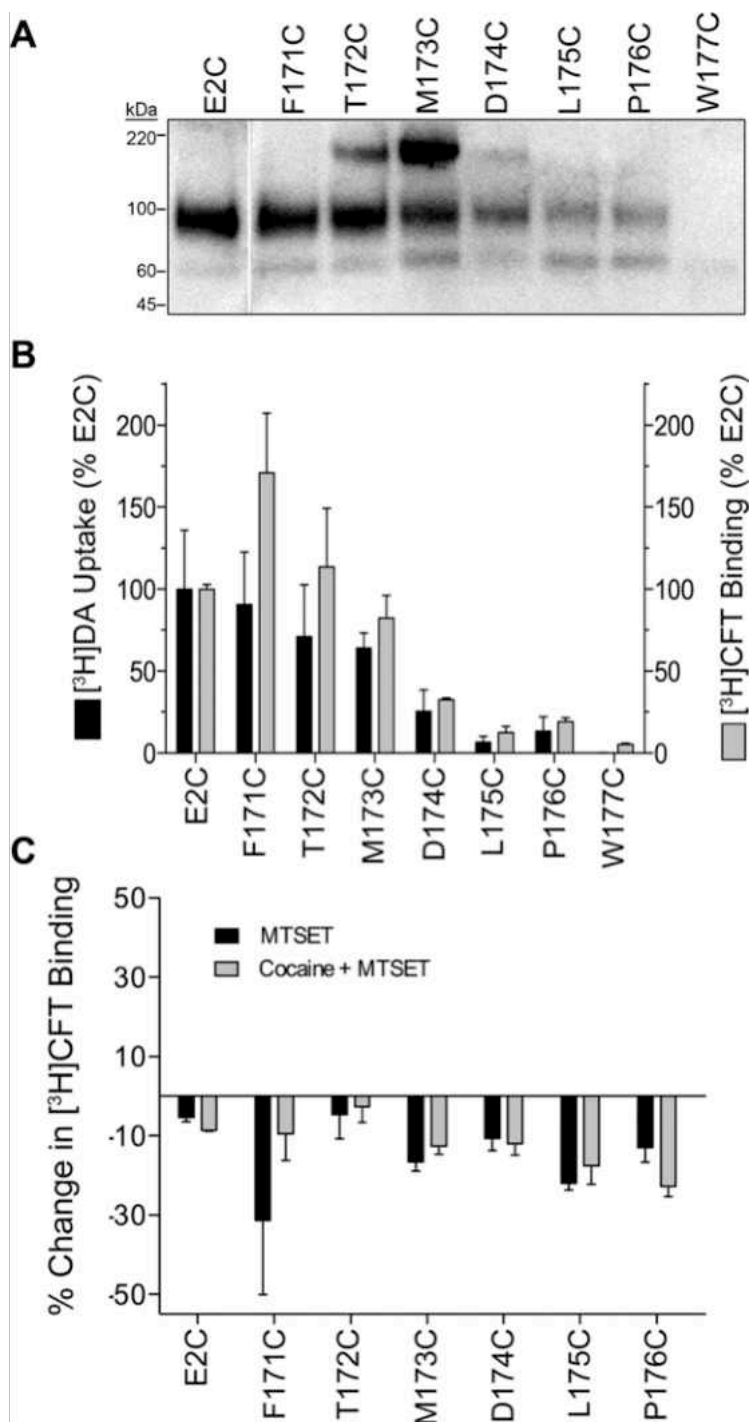 A
E2C F171C T172C M173C D174C L175C P176C W177C
kDa
220
100
60
45
B
[³H]DA Uptake (% E2C)
200
150
100
50
0
[³H]CFT Binding (% E2C)
200
150
100
50
0
E2C F171C T172C M173C D174C L175C P176C W177C
C
% Change in [³H]CFT Binding
50
30
10
-10
-30
-50
MTSET
Cocaine + MTSET
E2C F171C T172C M173C D174C L175C P176C